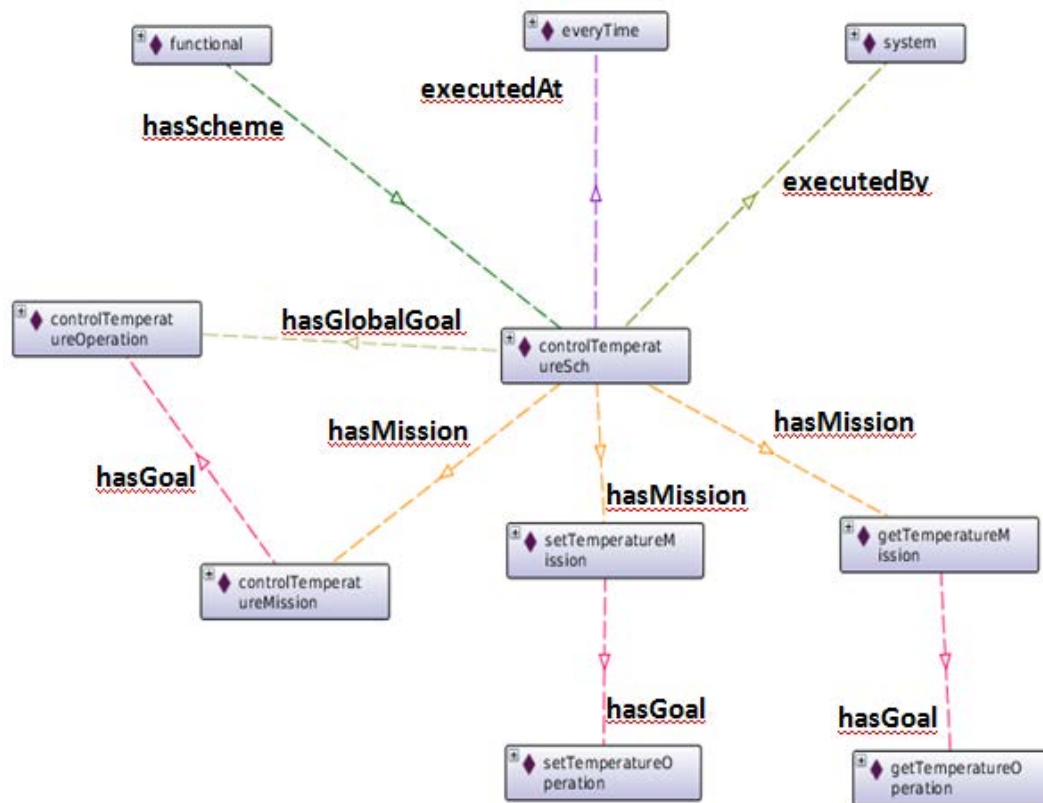 functional
everyTime
system
executedAt
hasScheme
executedBy
controlTemperat
ureOperation
hasGlobalGoal
controlTemperat
ureSch
hasMission
hasMission
hasGoal
hasMission
controlTemperat
ureMission
setTemperatureM
ission
getTemperatureM
ission
hasGoal
hasGoal
setTemperatureO
peration
getTemperatureO
peration